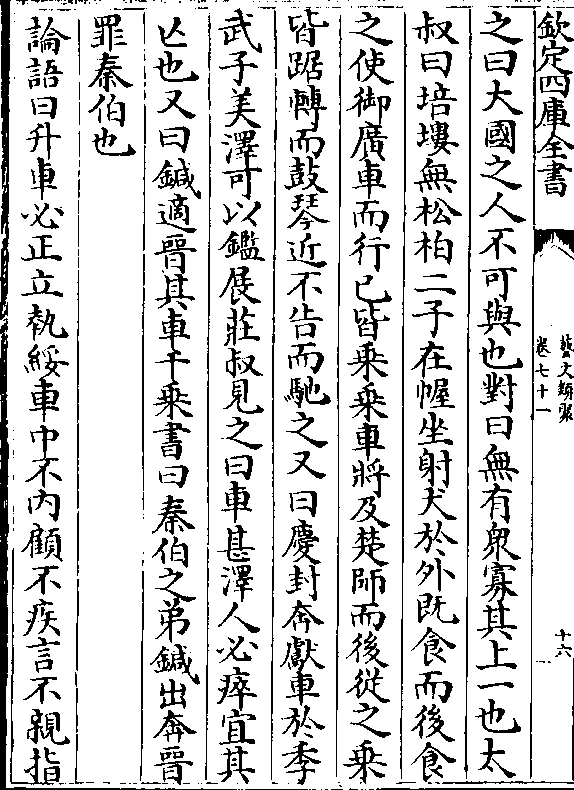 欽定四庫全書
藝文類聚
卷七十一
十六
之曰大國之人不可與也對曰無有衆寡其上一也太
叔曰培塿無松柏二子在幄坐射犬於外既食而後食
之使御廣車而行已皆乗乗車將及楚師而後從之乗
皆踞轉而鼓琴近不告而馳之又曰慶封奔獻車於季
武子美澤可以鑑展莊叔見之曰車甚澤人必瘁宜其
亡也又曰鍼適晉其車千乗書曰秦伯之弟鍼出奔晉
罪秦伯也
論語曰升車必正立執綏車中不内顧不疾言不親指